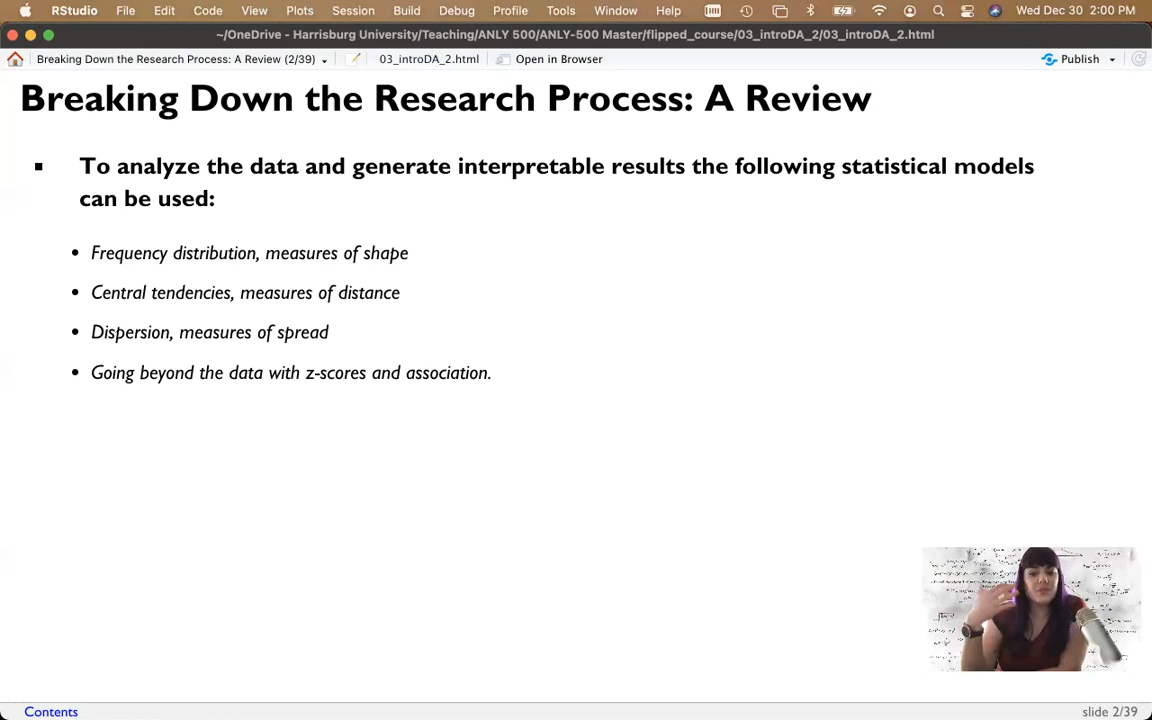 RStudio File Edit Code View Plots Session Build Debug Profile Tools Window Help Wed Dec 30 2:00 PM
~/OneDrive - Harrisburg University/Teaching/ANLY 500/ANLY-500 Master/flipped_course/03_introDA_2/03_introDA_2.html
Breaking Down the Research Process: A Review (2/39) 03_introDA_2.html Open in Browser Publish
Breaking Down the Research Process: A Review
To analyze the data and generate interpretable results the following statistical models
can be used:
Frequency distribution, measures of shape
Central tendencies, measures of distance
Dispersion, measures of spread
Going beyond the data with z-scores and association.
Contents slide 2/39